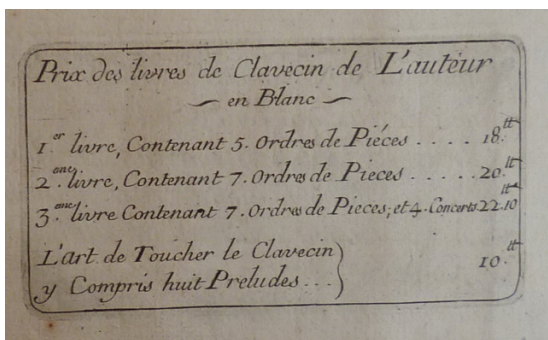 Prix des livres de Clavecin de L'auteur
en Blanc
1.er livre, Contenant 5. Ordres de Piéces . . . . 18.tt
2.eme livre, Contenant 7. Ordres de Pieces . . . . . 20.tt
3.eme livre Contenant 7. Ordres de Pieces, et 4. Concerts 22.tt 10
L'art de Toucher le Clavecin
y Compris huit Preludes . . . 10.tt